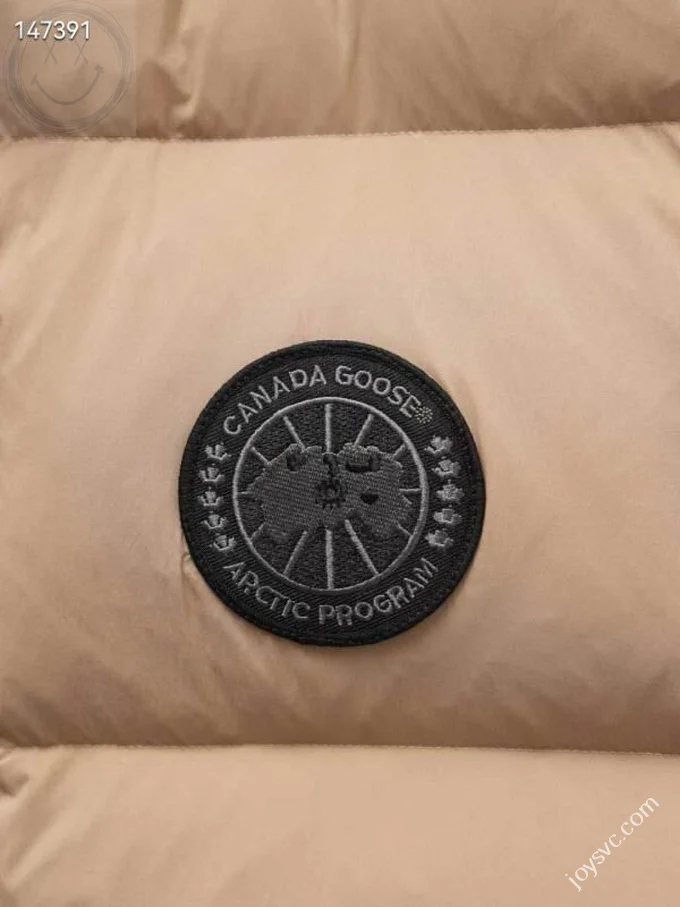 147391
CANADA GOOSE®
ARCTIC PROGRAM
joysvc.com